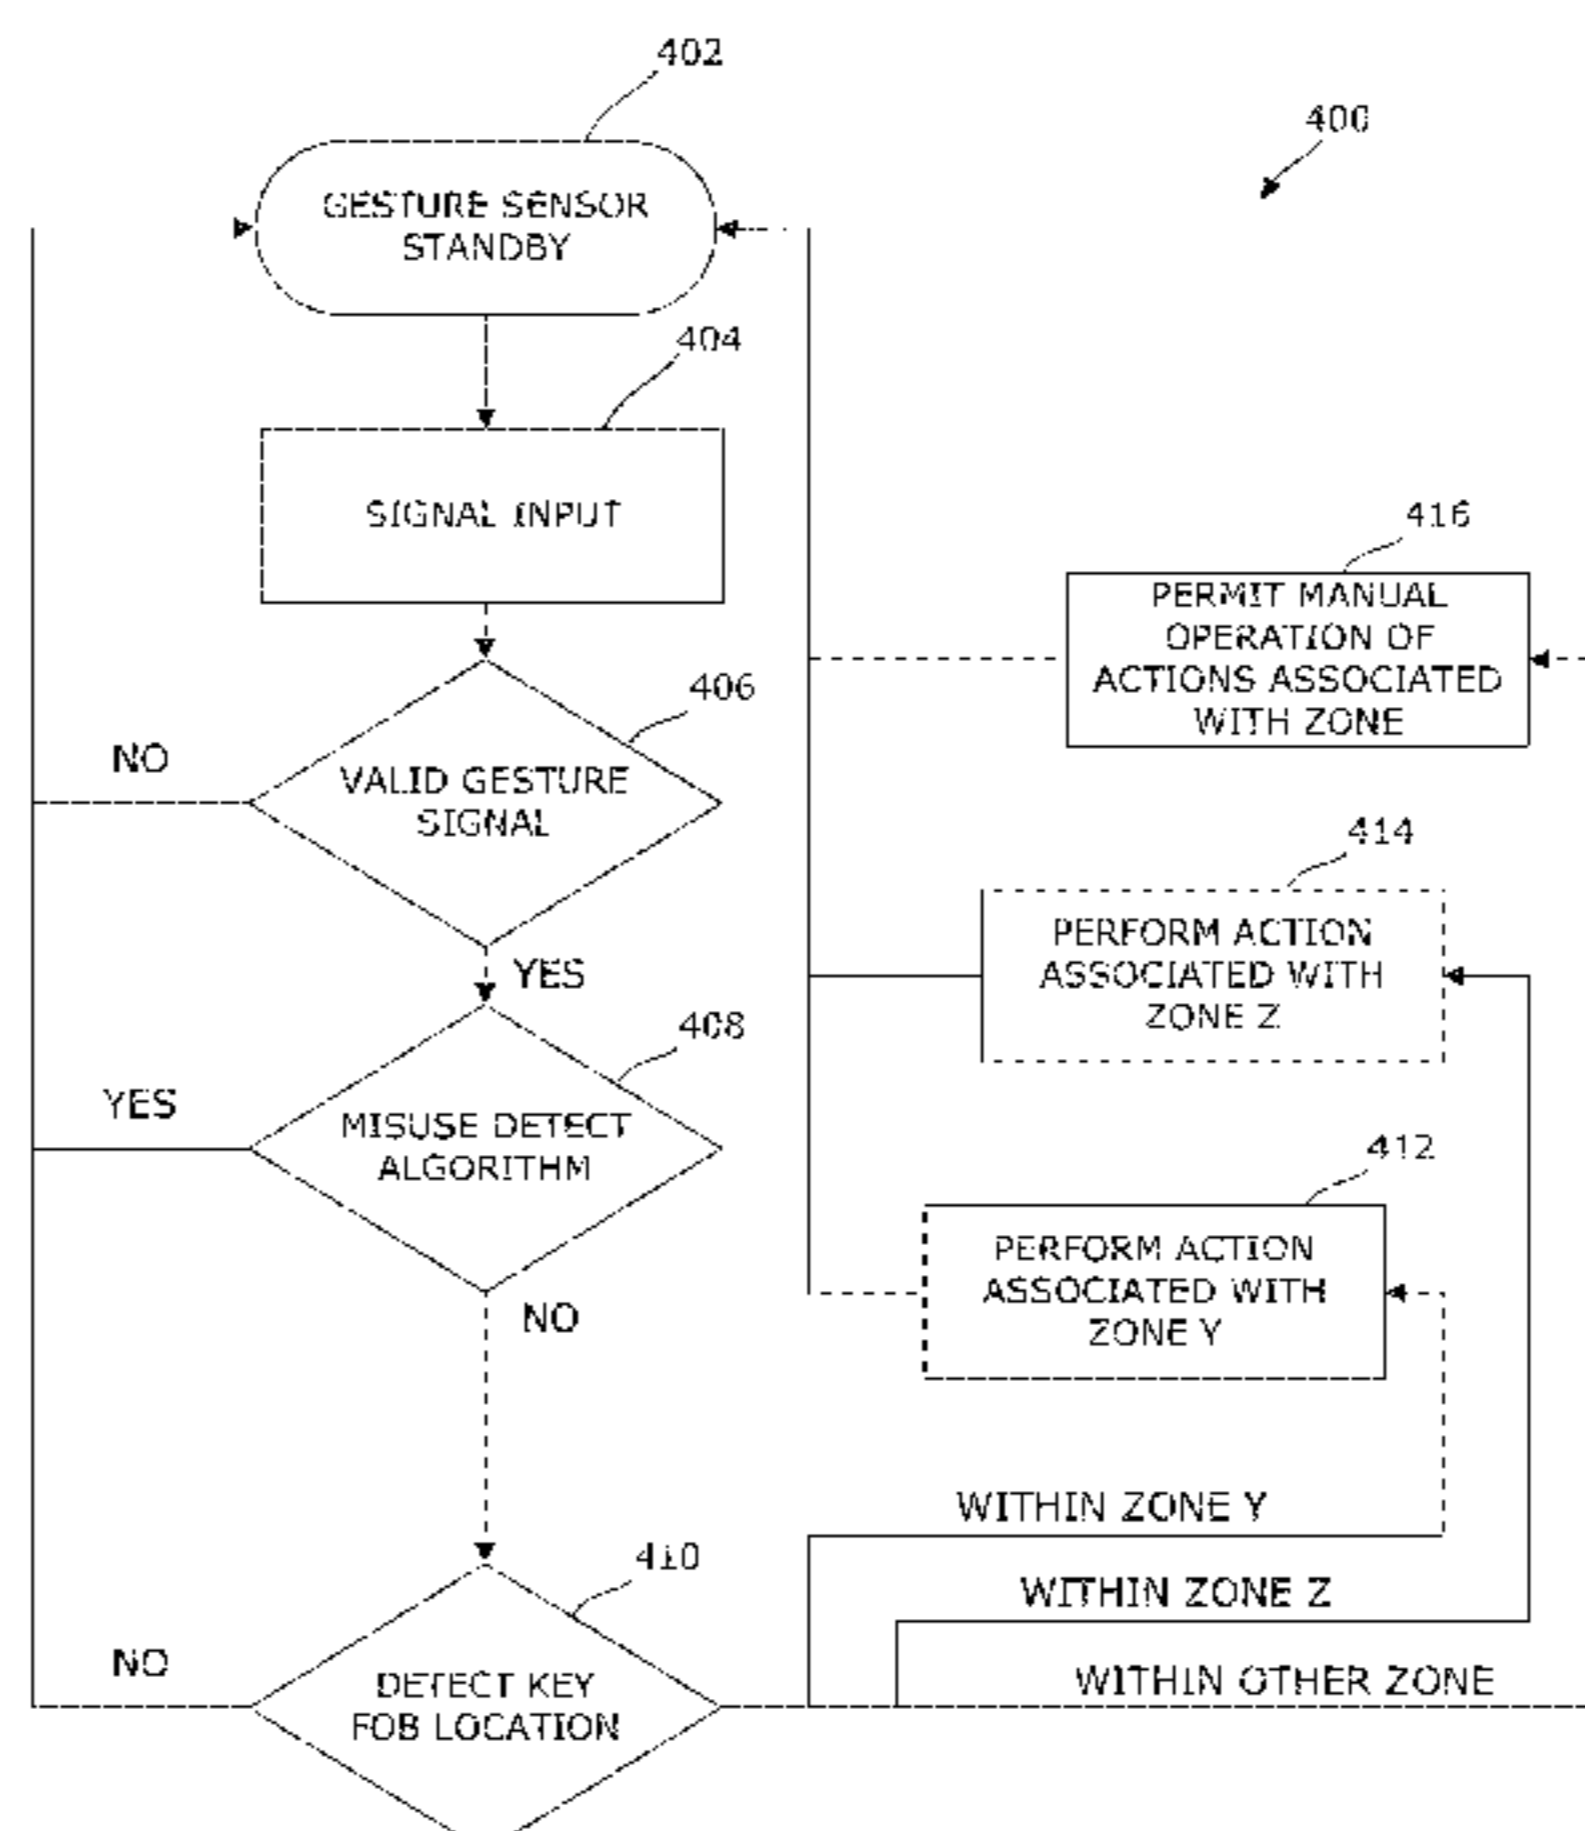 402
400
GESTURE SENSOR
STANDBY
404
SIGNAL INPUT
416
PERMIT MANUAL
OPERATION OF
ACTIONS ASSOCIATED
WITH ZONE
406
NO
VALID GESTURE
SIGNAL
414
PERFORM ACTION
ASSOCIATED WITH
ZONE Z
YES
408
YES
MISUSE DETECT
ALGORITHM
412
PERFORM ACTION
ASSOCIATED WITH
ZONE Y
NO
WITHIN ZONE Y
410
WITHIN ZONE Z
NO
DETECT KEY
FOB LOCATION
WITHIN OTHER ZONE